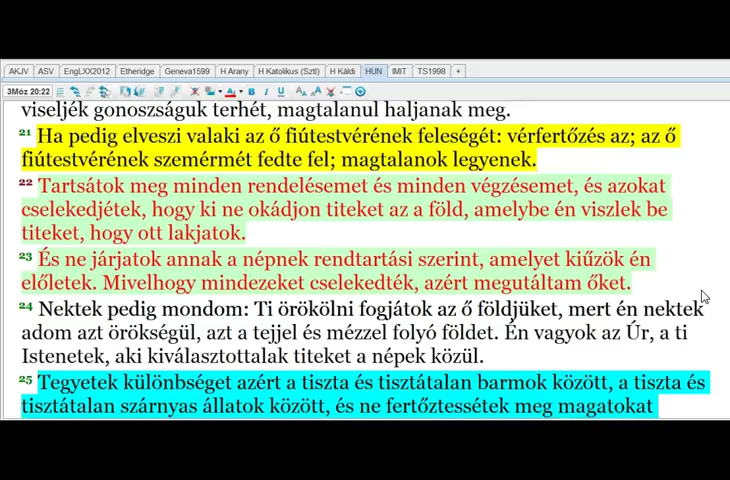 AKJV ASV EngLXX2012 Etheridge Geneva1599 H Arany H Katolikus (Sztl) H Káldi HUN IMIT TS1998 +
3Móz 20:22
viseljék gonoszságuk terhét, magtalanul haljanak meg.
21 Ha pedig elveszi valaki az ő fiútestvérének feleségét: vérfertőzés az; az ő
fiútestvérének szemérmét fedte fel; magtalanok legyenek.
22 Tartsátok meg minden rendelésemet és minden végzésemet, és azokat
cselekedjétek, hogy ki ne okádjon titeket az a föld, amelybe én viszlek be
titeket, hogy ott lakjatok.
23 És ne járjatok annak a népnek rendtartási szerint, amelyet kiűzök én
előletek. Mivelhogy mindezeket cselekedték, azért megutáltam őket.
24 Nektek pedig mondom: Ti örökölni fogjátok az ő földjüket, mert én nektek
adom azt örökségül, azt a tejjel és mézzel folyó földet. Én vagyok az Úr, a ti
Istenetek, aki kiválasztottalak titeket a népek közül.
25 Tegyetek különbséget azért a tiszta és tisztátalan barmok között, a tiszta és
tisztátalan szárnyas állatok között, és ne fertőztessétek meg magatokat